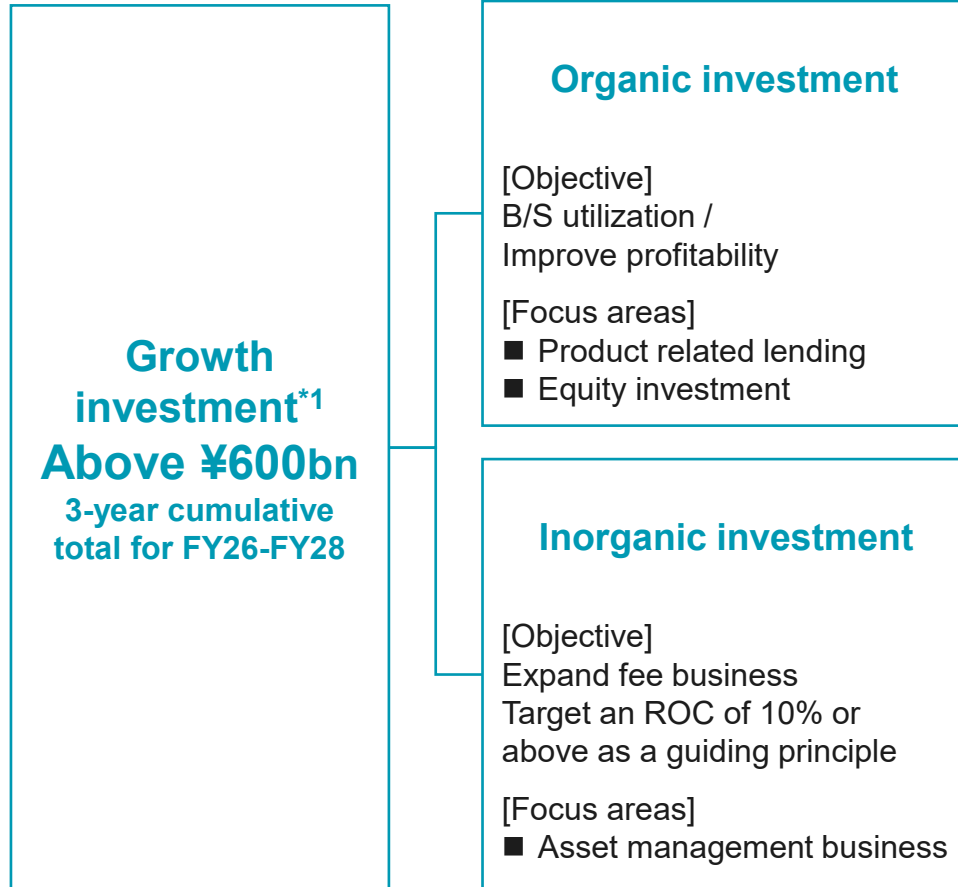 Growth
investment*1
Above ¥600bn
3-year cumulative
total for FY26-FY28
Organic investment
[Objective]
B/S utilization /
Improve profitability
[Focus areas]
■ Product related lending
■ Equity investment
Inorganic investment
[Objective]
Expand fee business
Target an ROC of 10% or
above as a guiding principle
[Focus areas]
■ Asset management business